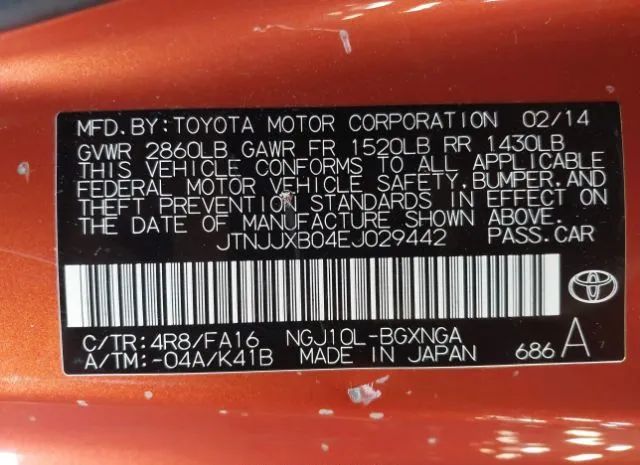 MFD.BY:TOYOTA MOTOR CORPORATION 02/14
GVWR 2860LB GAWR FR 1520LB RR 1430LB
THIS VEHICLE CONFORMS TO ALL APPLICABLE
FEDERAL MOTOR VEHICLE SAFETY,BUMPER,AND
THEFT PREVENTION STANDARDS IN EFFECT ON
THE DATE OF MANUFACTURE SHOWN ABOVE.
JTNJJXB04EJ029442 PASS.CAR
C/TR:4R8/FA16 NGJ10L-BGXNGA
A/TM:-04A/K41B MADE IN JAPAN 686 A 7